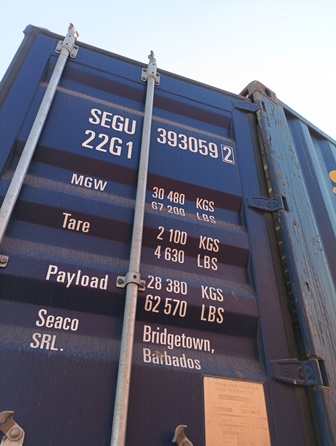 SEGU 393059 2
22G1
MGW 30 480 KGS
67 200 LBS
Tare 2 100 KGS
4 630 LBS
Payload 28 380 KGS
62 570 LBS
Seaco Bridgetown,
SRL. Barbados